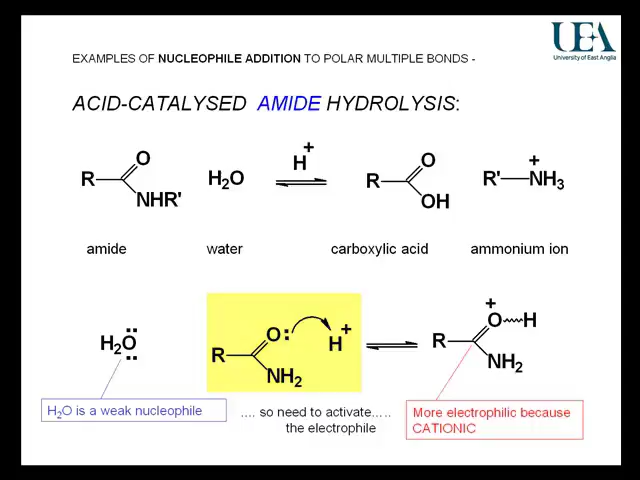 UEA
University of East Anglia
EXAMPLES OF NUCLEOPHILE ADDITION TO POLAR MULTIPLE BONDS -
ACID-CATALYSED AMIDE HYDROLYSIS:
R O NHR' H₂O H+ R O OH R' NH₃+
amide water carboxylic acid ammonium ion
H₂O R O: NH₂ H+ R O+ H NH₂
H₂O is a weak nucleophile
.... so need to activate…..
the electrophile
More electrophilic because
CATIONIC